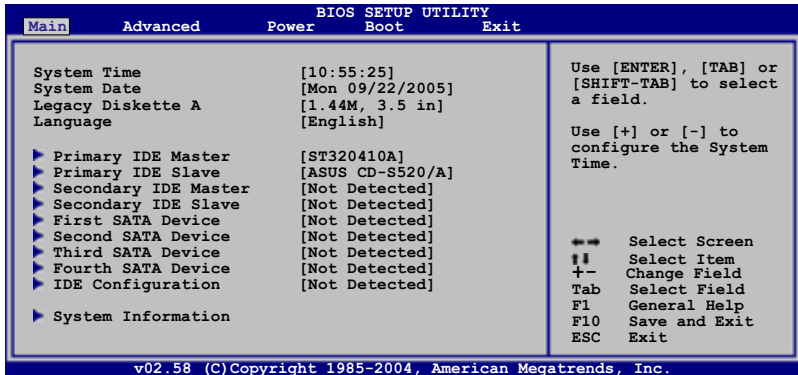 BIOS SETUP UTILITY
Main Advanced Power Boot Exit
System Time [10:55:25]
System Date [Mon 09/22/2005]
Legacy Diskette A [1.44M, 3.5 in]
Language [English]
Primary IDE Master [ST320410A]
Primary IDE Slave [ASUS CD-S520/A]
Secondary IDE Master [Not Detected]
Secondary IDE Slave [Not Detected]
First SATA Device [Not Detected]
Second SATA Device [Not Detected]
Third SATA Device [Not Detected]
Fourth SATA Device [Not Detected]
IDE Configuration [Not Detected]
System Information
Use [ENTER], [TAB] or
[SHIFT-TAB] to select
a field.
Use [+] or [-] to
configure the System
Time.
Select Screen
Select Item
+- Change Field
Tab Select Field
F1 General Help
F10 Save and Exit
ESC Exit
v02.58 (C)Copyright 1985-2004, American Megatrends, Inc.